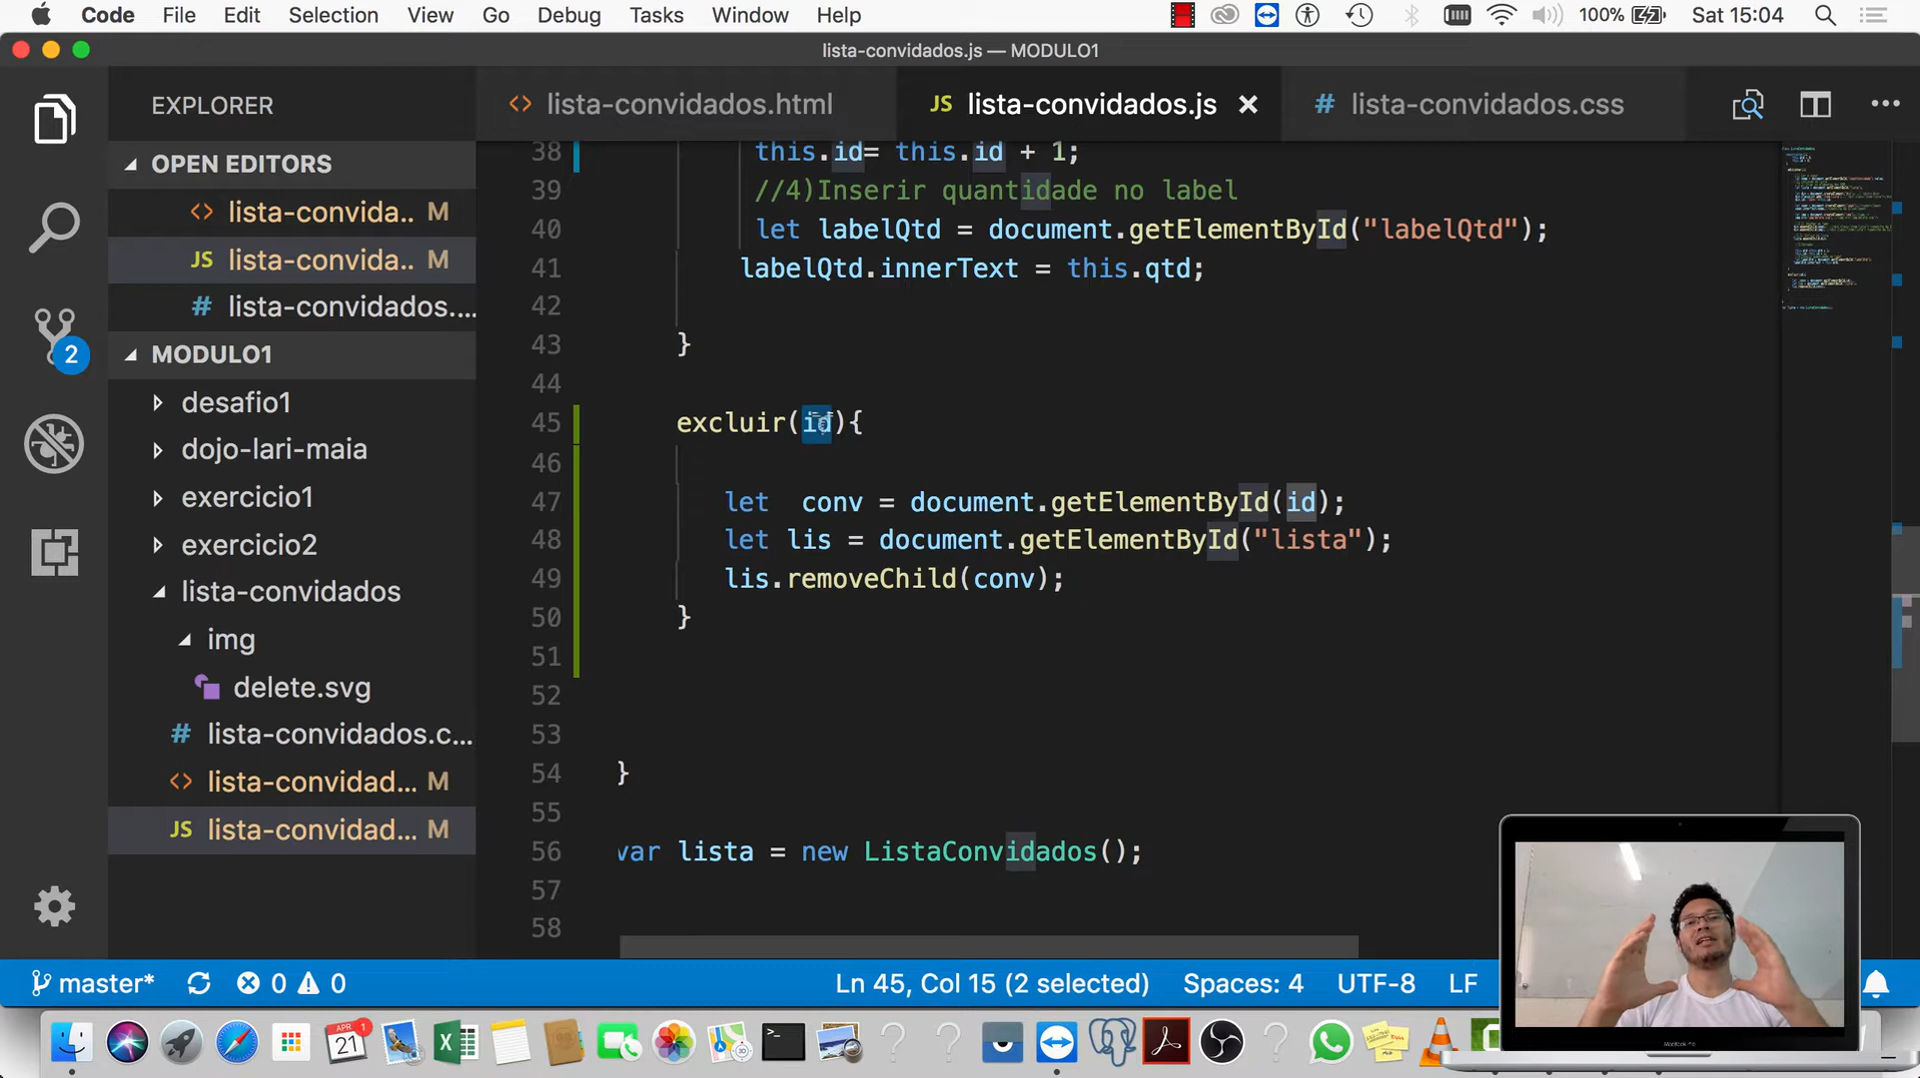 Code File Edit Selection View Go Debug Tasks Window Help 100% Sat 15:04
lista-convidados.js — MODULO1
EXPLORER
lista-convidados.html
JS lista-convidados.js
# lista-convidados.css
OPEN EDITORS
lista-convida.. M
JS lista-convida.. M
# lista-convidados....
2
MODULO1
desafio1
dojo-lari-maia
exercicio1
exercicio2
lista-convidados
img
delete.svg
# lista-convidados.c...
lista-convidad... M
JS lista-convidad... M
38 this.id= this.id + 1;
39 //4)Inserir quantidade no label
40 let labelQtd = document.getElementById("labelQtd");
41 labelQtd.innerText = this.qtd;
42
43 }
44
45 excluir(id){
46
47 let  conv = document.getElementById(id);
48 let lis = document.getElementById("lista");
49 lis.removeChild(conv);
50 }
51
52
53
54 }
55
56 var lista = new ListaConvidados();
57
58
master* 0 0 Ln 45, Col 15 (2 selected) Spaces: 4 UTF-8 LF
APR 21 1